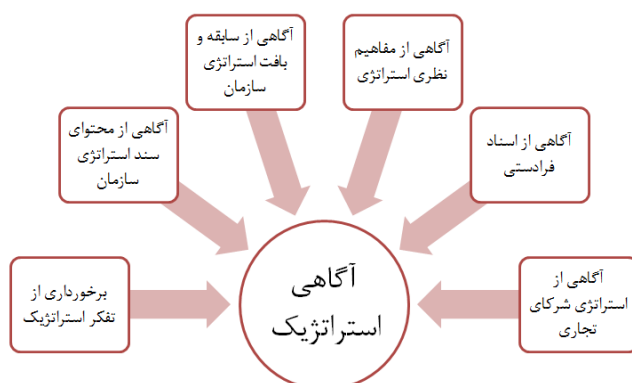 آگاهی از مفاهیم
نظری استراتژی
آگاهی از سابقه و
بافت استراتژی
سازمان
آگاهی از اسناد
فرادستی
آگاهی از محتوای
سند استراتژی
سازمان
آگاهی از
استراتژی شرکای
تجاری
آگاهی
استراتژیک
برخورداری از
تفکر استراتژیک